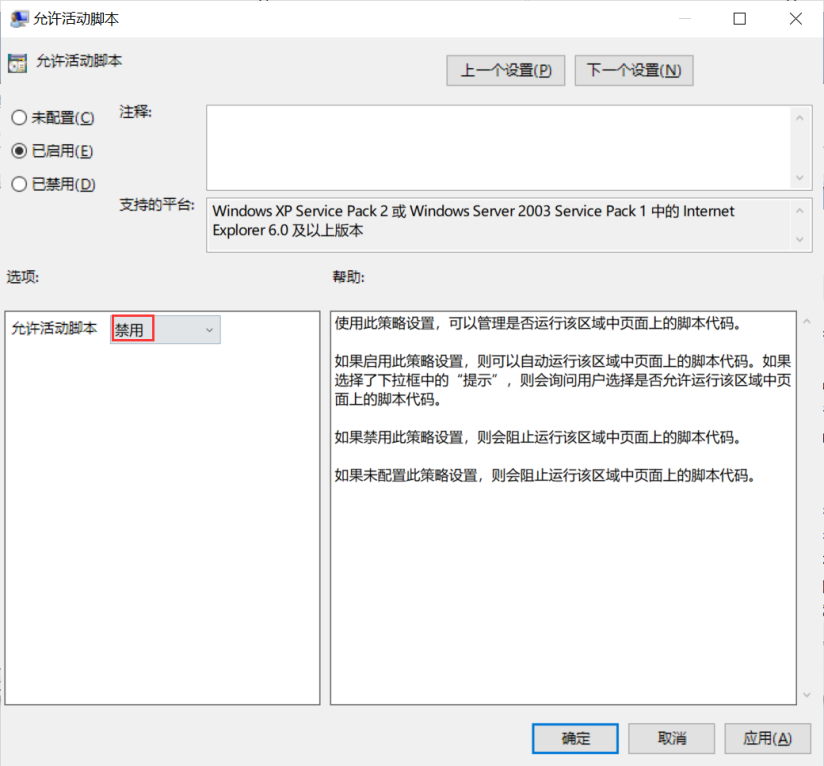 允许活动脚本
允许活动脚本
上一个设置(P)
下一个设置(N)
未配置(C)
注释:
已启用(E)
已禁用(D)
支持的平台:
Windows XP Service Pack 2 或 Windows Server 2003 Service Pack 1 中的 Internet
Explorer 6.0 及以上版本
选项:
帮助:
允许活动脚本
禁用
使用此策略设置，可以管理是否运行该区域中页面上的脚本代码。
如果启用此策略设置，则可以自动运行该区域中页面上的脚本代码。如果
选择了下拉框中的“提示”，则会询问用户选择是否允许运行该区域中页
面上的脚本代码。
如果禁用此策略设置，则会阻止运行该区域中页面上的脚本代码。
如果未配置此策略设置，则会阻止运行该区域中页面上的脚本代码。
确定
取消
应用(A)